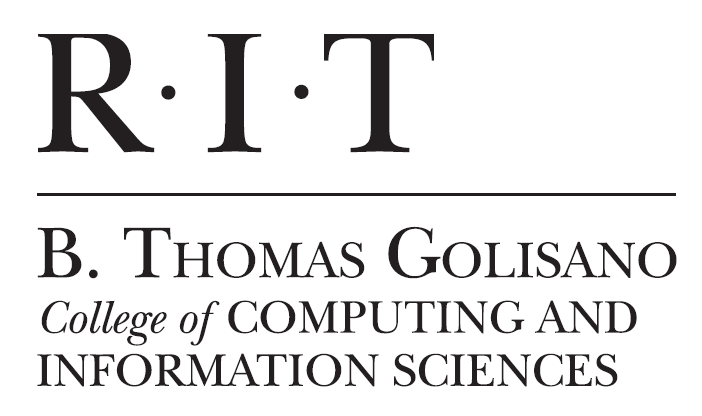 R·I·T
B. THOMAS GOLISANO
College of COMPUTING AND
INFORMATION SCIENCES